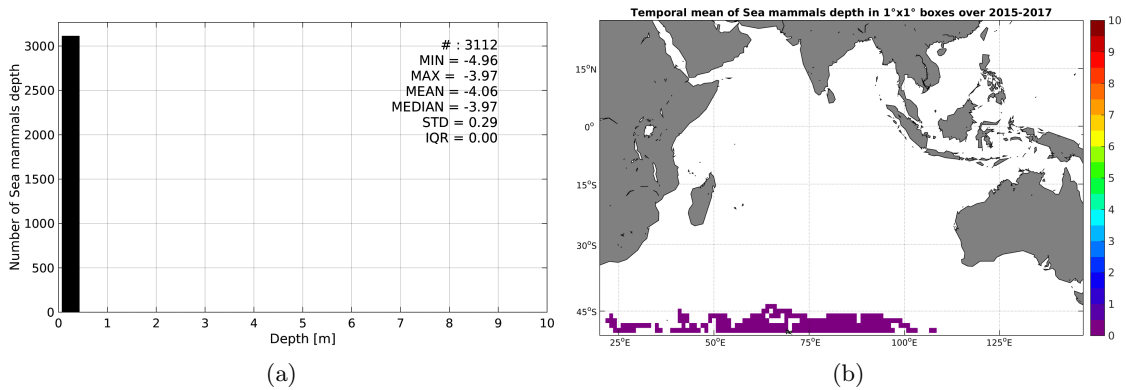 3000
2500
2000
1500
1000
500
0
Number of Sea mammals depth
# : 3112
MIN = -4.96
MAX = -3.97
MEAN = -4.06
MEDIAN = -3.97
STD = 0.29
IQR = 0.00
0 1 2 3 4 5 6 7 8 9 10
Depth [m]
(a)
Temporal mean of Sea mammals depth in 1°x1° boxes over 2015-2017
15°N
0°
15°S
30°S
45°S
25°E 50°E 75°E 100°E 125°E
10
9
8
7
6
5
4
3
2
1
0
(b)